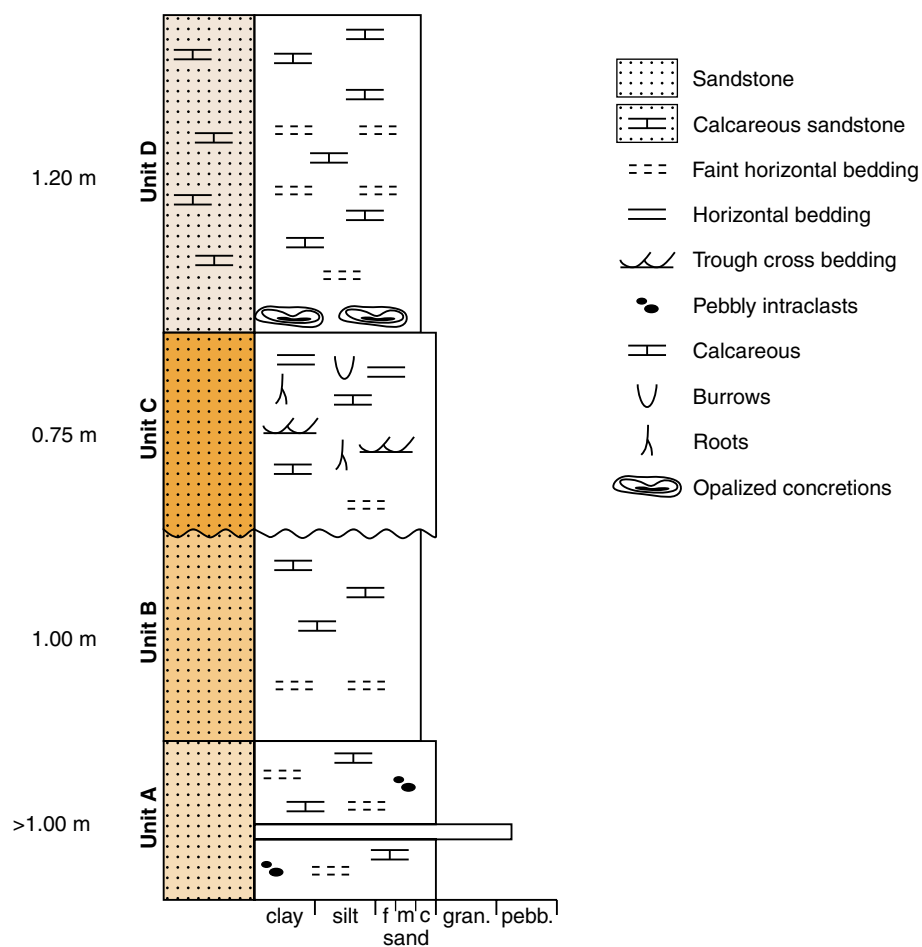 1.20 m
Unit D
0.75 m
Unit C
1.00 m
Unit B
>1.00 m
Unit A
clay silt f m c gran. pebb.
sand
Sandstone
Calcareous sandstone
Faint horizontal bedding
Horizontal bedding
Trough cross bedding
Pebbly intraclasts
Calcareous
Burrows
Roots
Opalized concretions